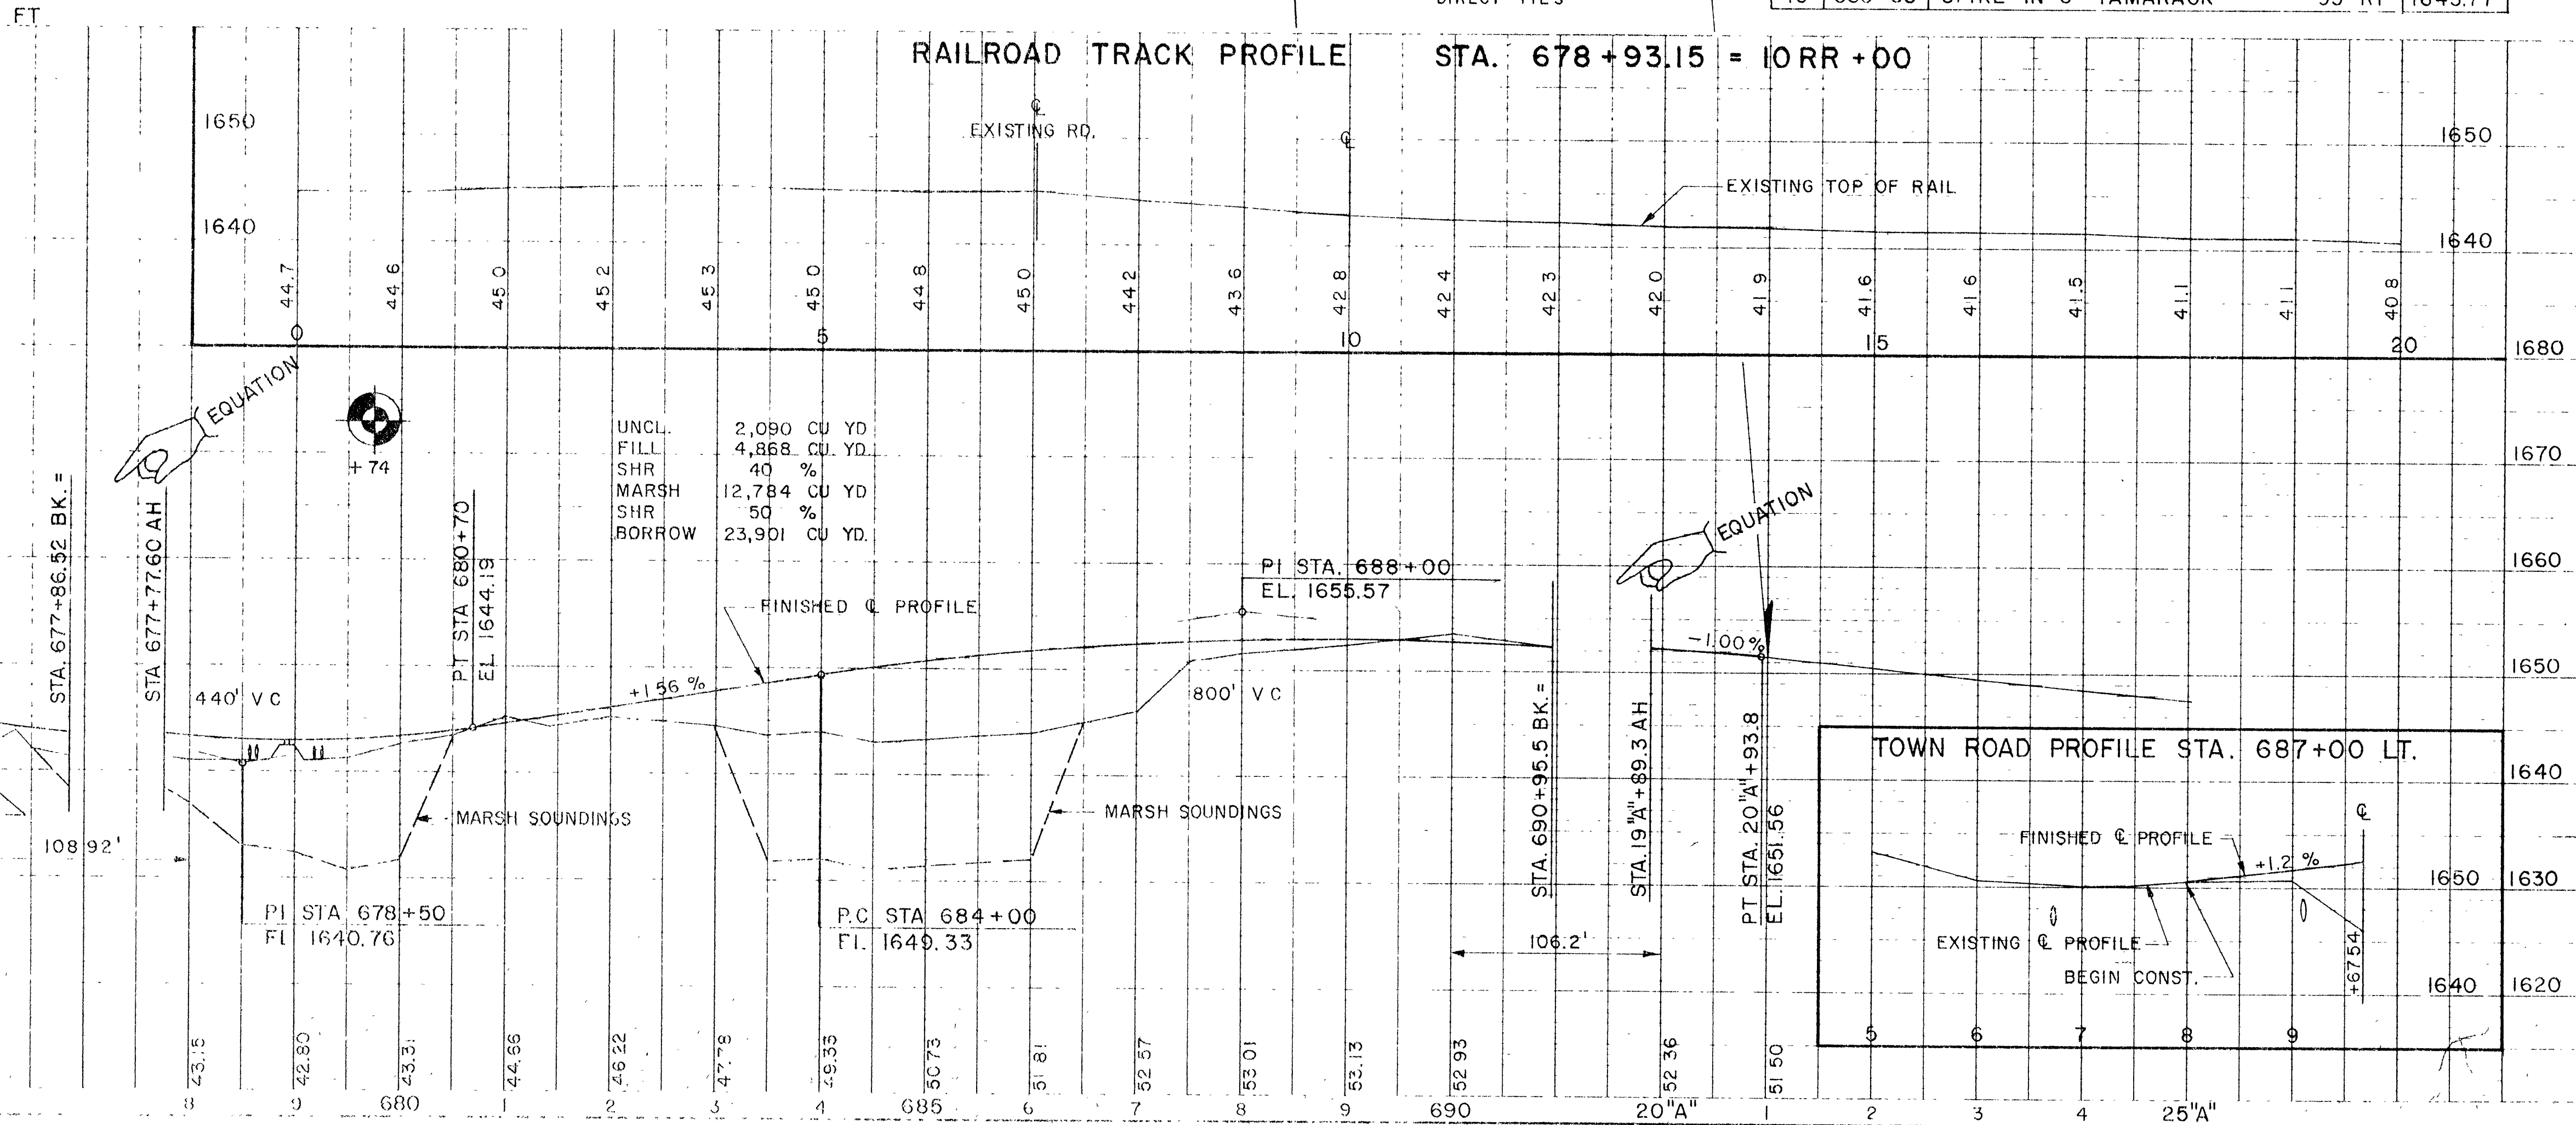 FT
RAILROAD TRACK PROFILE STA. 678+93.15 = 10RR+00
1650
1640
℄
EXISTING RD.
℄
EXISTING TOP OF RAIL
1650
1640
44.7 44.6 45.0 45.2 45.3 45.0 44.8 45.0 44.2 43.6 42.8 42.4 42.3 42.0 41.9 41.6 41.6 41.5 41.1 41.1 40.8
0 5 10 15 20
1680
1670
1660
1650
1640
1630
1620
EQUATION
+74
STA. 677+86.52 BK. =
STA 677+77.60 AH
UNCL. 2,090 CU YD
FILL 4,868 CU. YD.
SHR 40 %
MARSH 12,784 CU YD
SHR 50 %
BORROW 23,901 CU YD.
PT STA 680+70
EL 1644.19
FINISHED ℄ PROFILE
PI STA. 688+00
EL. 1655.57
EQUATION
-1.00%
440' V C
+1.56 %
800' V C
STA. 690+95.5 BK. =
STA. 19"A"+89.3 AH
PT STA. 20"A"+93.8
EL. 1651.56
MARSH SOUNDINGS
MARSH SOUNDINGS
108.92'
PI STA 678+50
EL 1640.76
P.C. STA 684+00
El. 1649.33
106.2'
TOWN ROAD PROFILE STA. 687+00 LT.
℄
FINISHED ℄ PROFILE
+1.2 %
1650
EXISTING ℄ PROFILE
BEGIN CONST.
+67.54
1640
5 6 7 8 9
43.15 42.80 43.31 44.66 46.22 47.78 49.33 50.73 51.81 52.57 53.01 53.13 52.93 52.36 51.50
8 9 680 1 2 3 4 685 6 7 8 9 690 20"A" 1 2 3 4 25"A"